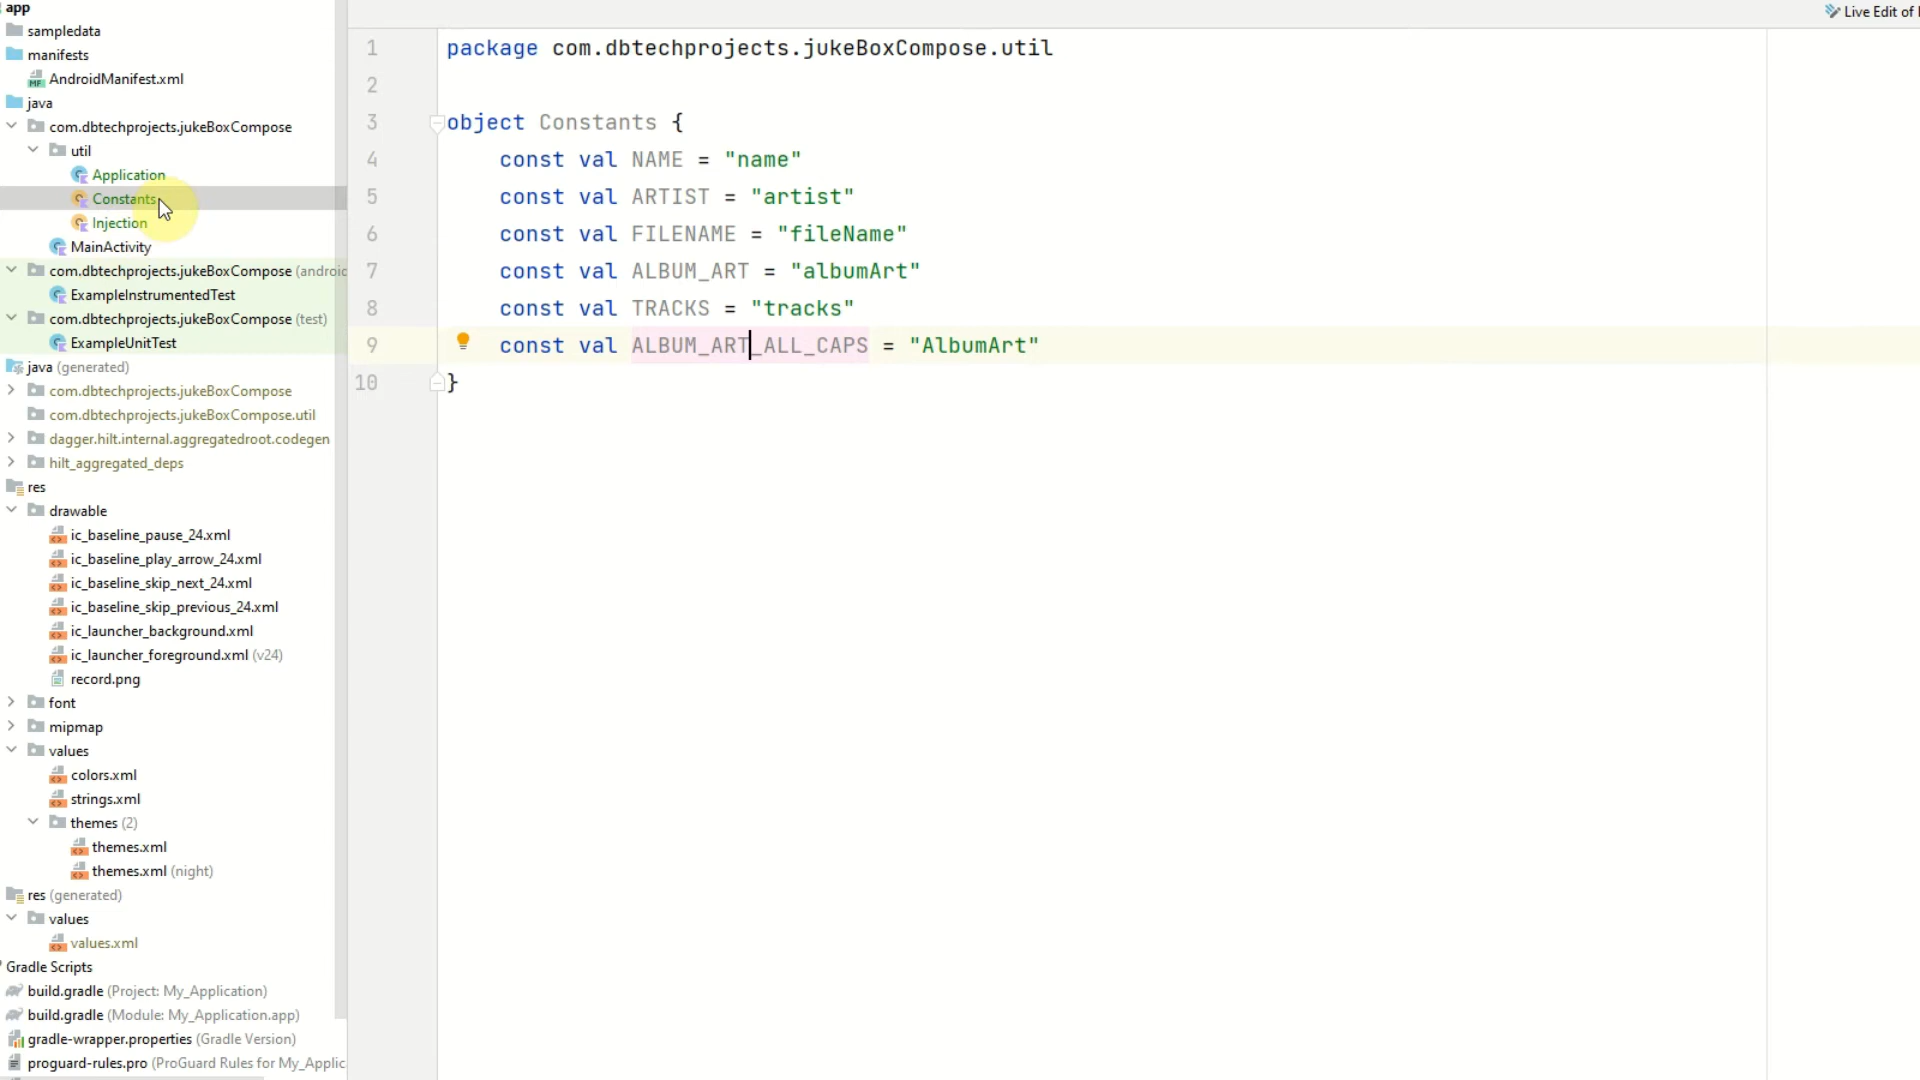 app
sampledata
manifests
AndroidManifest.xml
java
com.dbtechprojects.jukeBoxCompose
util
Application
Constants
Injection
MainActivity
com.dbtechprojects.jukeBoxCompose (androic
ExampleInstrumentedTest
com.dbtechprojects.jukeBoxCompose (test)
ExampleUnitTest
java (generated)
com.dbtechprojects.jukeBoxCompose
com.dbtechprojects.jukeBoxCompose.util
dagger.hilt.internal.aggregatedroot.codegen
hilt_aggregated_deps
res
drawable
ic_baseline_pause_24.xml
ic_baseline_play_arrow_24.xml
ic_baseline_skip_next_24.xml
ic_baseline_skip_previous_24.xml
ic_launcher_background.xml
ic_launcher_foreground.xml (v24)
record.png
font
mipmap
values
colors.xml
strings.xml
themes (2)
themes.xml
themes.xml (night)
res (generated)
values
values.xml
Gradle Scripts
build.gradle (Project: My_Application)
build.gradle (Module: My_Application.app)
gradle-wrapper.properties (Gradle Version)
proguard-rules.pro (ProGuard Rules for My_Applic
Live Edit of
1 package com.dbtechprojects.jukeBoxCompose.util
2
3 object Constants {
4 const val NAME = "name"
5 const val ARTIST = "artist"
6 const val FILENAME = "fileName"
7 const val ALBUM_ART = "albumArt"
8 const val TRACKS = "tracks"
9 const val ALBUM_ART_ALL_CAPS = "AlbumArt"
10 }